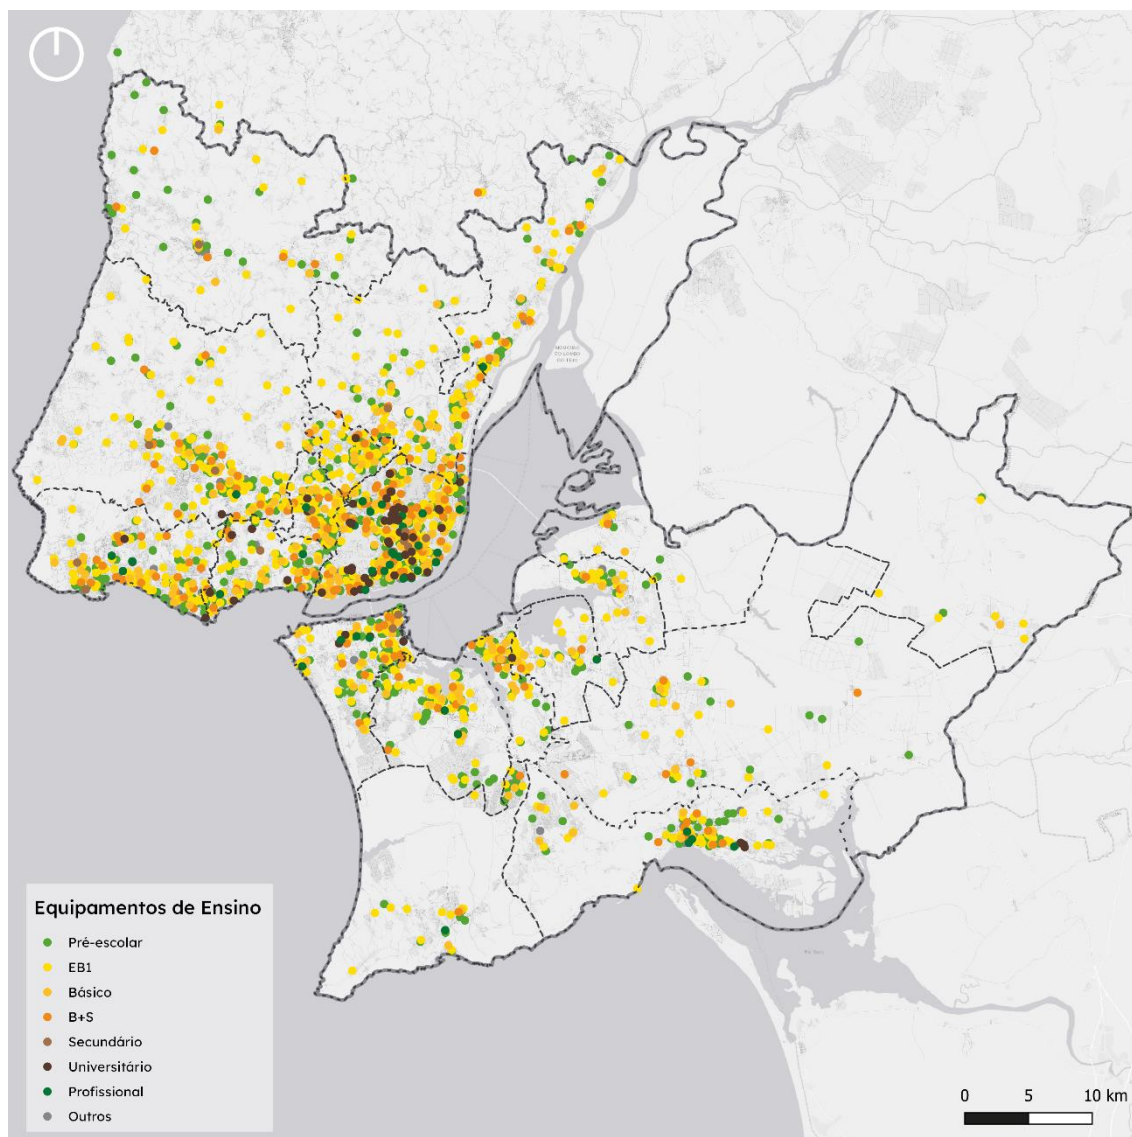 Equipamentos de Ensino
Pré-escolar
EB1
Básico
B+S
Secundário
Universitário
Profissional
Outros
0 5 10 km